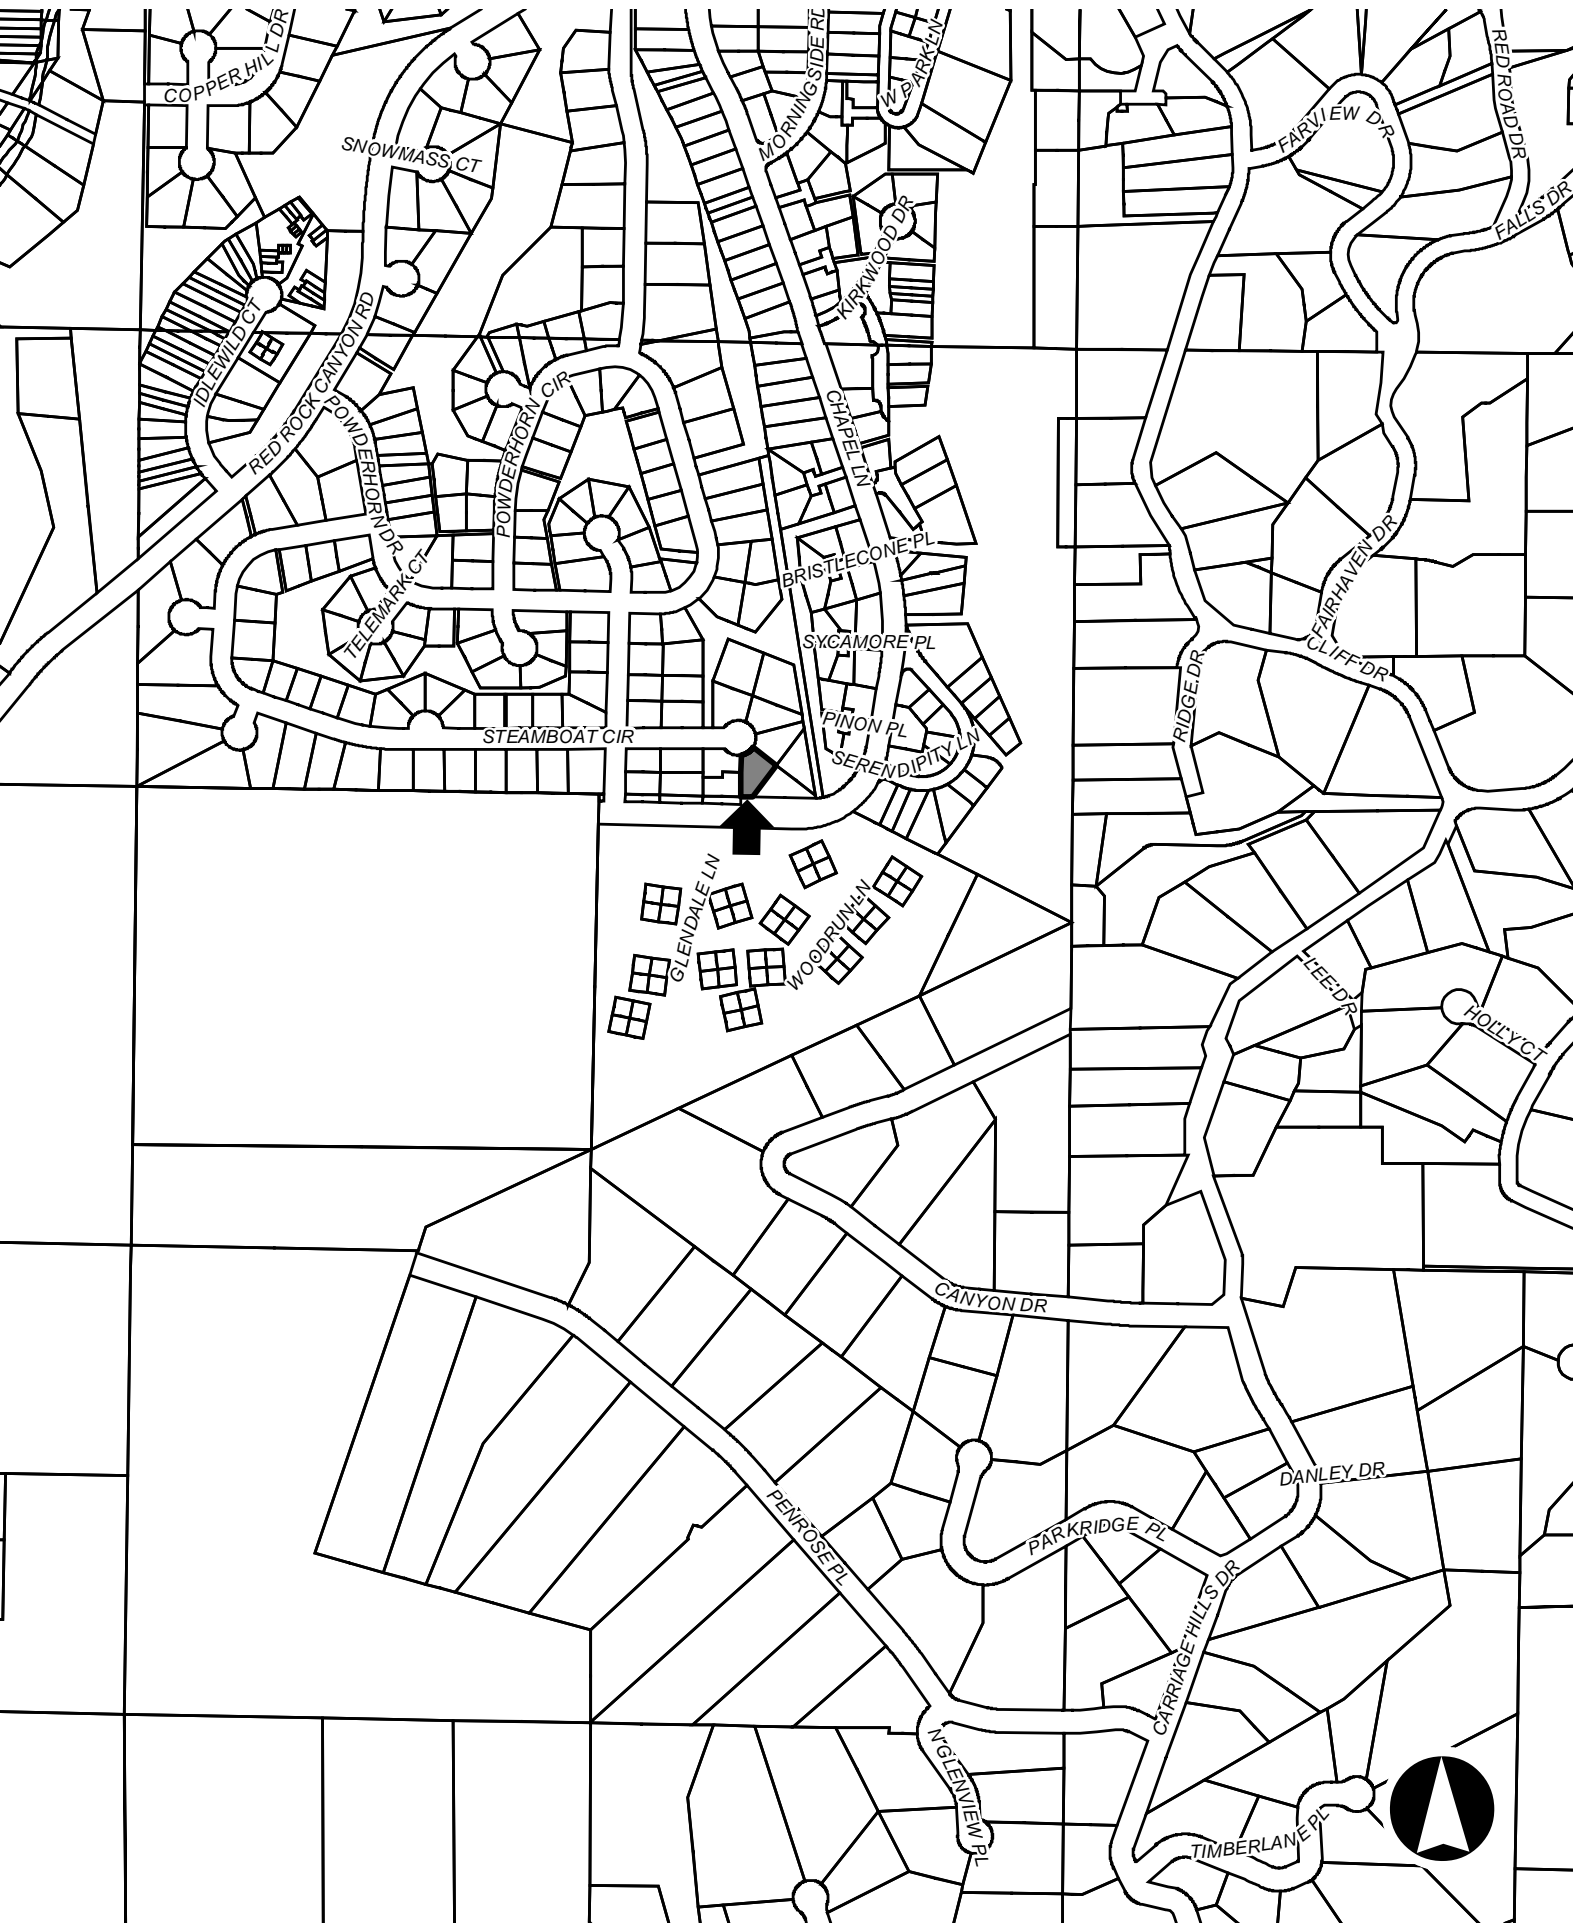 COPPER HILL DR
MORNINGSIDE RD
W PARK LN
RED ROAD DR
FARVIEW DR
SNOWMASS CT
FALLS DR
KIRKWOOD DR
IDLEWILD CT
RED ROCK CANYON RD
POWDERHORN CIR
CHAPEL LN
POWDERHORN DR
POWDERHORN
BRISTLECONE PL
FAIRHAVEN DR
TELEMARK CT
SYCAMORE PL
CLIFF DR
RIDGE DR
PINON PL
STEAMBOAT CIR
SERENDIPITY LN
GLENDALE LN
WOODRUN LN
LEE DR
HOLLY CT
CANYON DR
DANLEY DR
PENROSE PL
PARKRIDGE PL
CARRIAGE HILLS DR
N GLENVIEW PL
TIMBERLANE PL